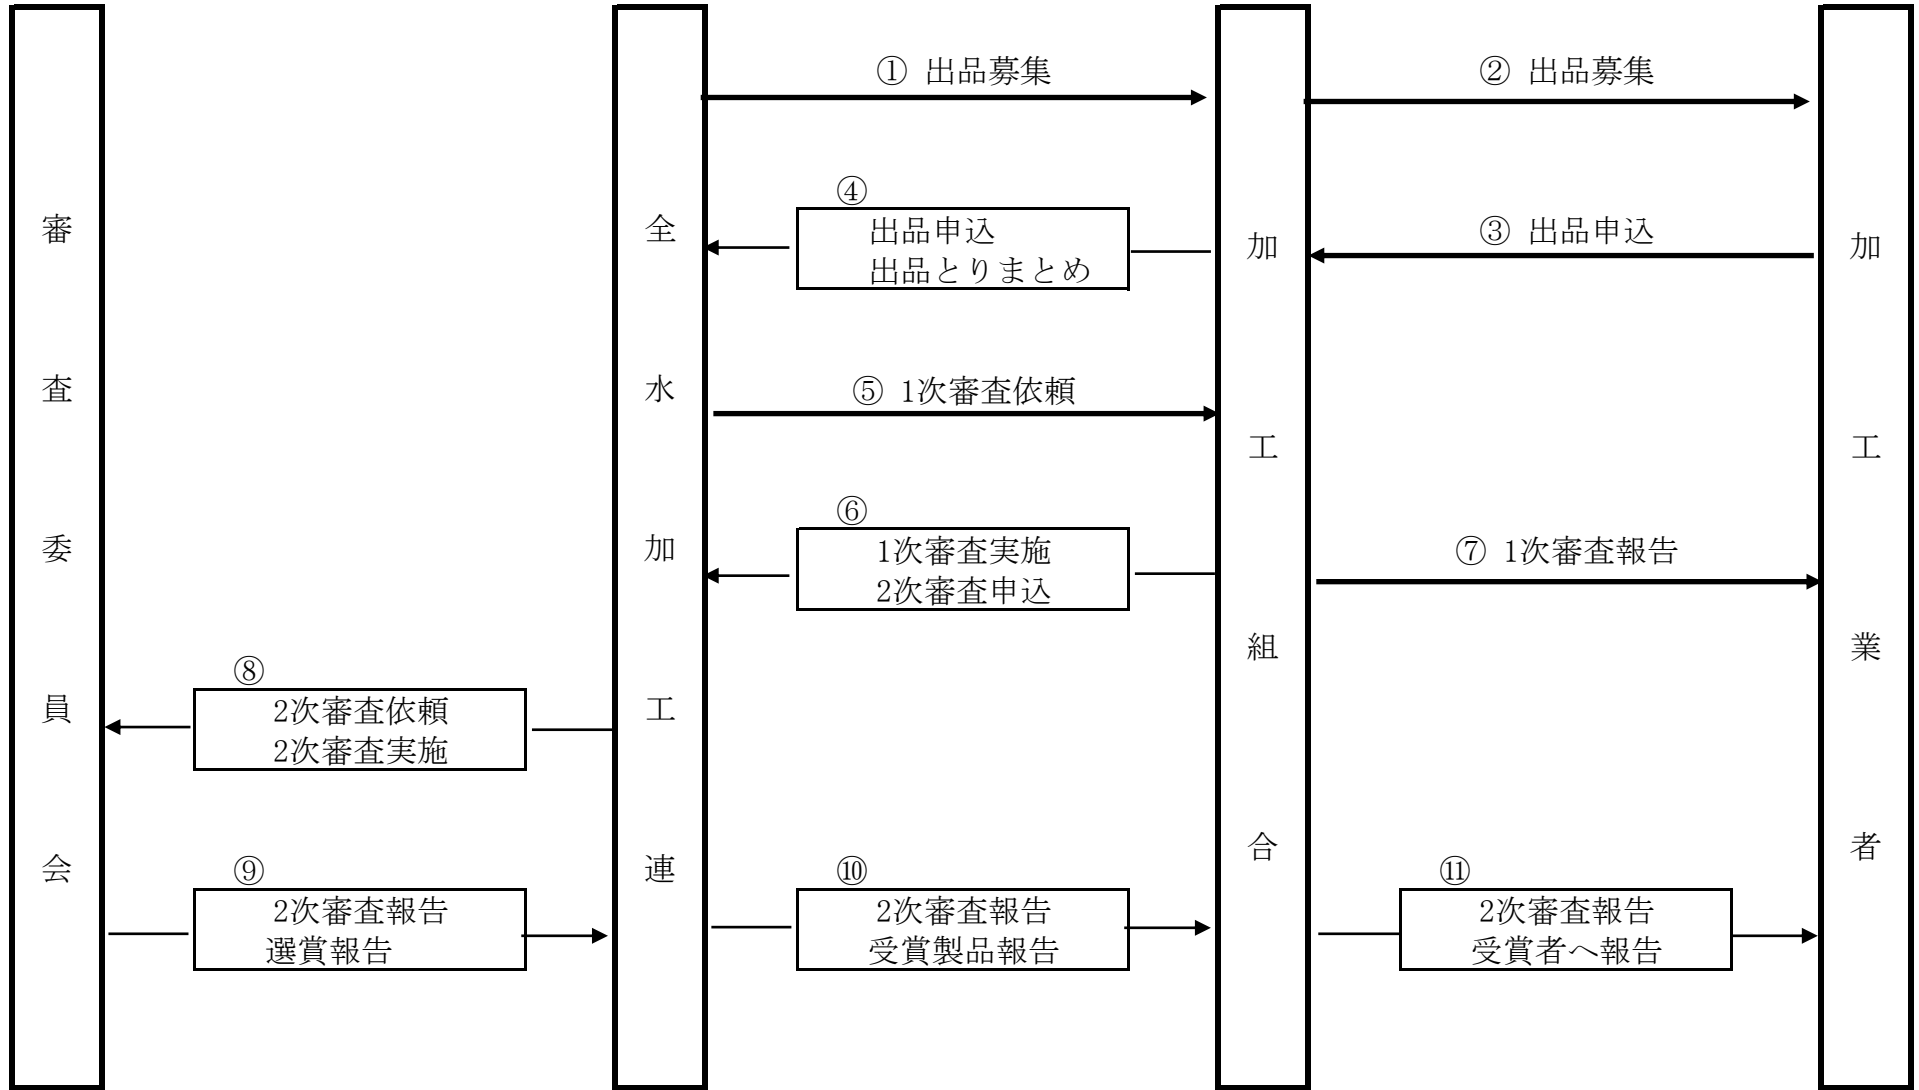 審査委員会
全水加工連
加工組合
加工業者
① 出品募集
② 出品募集
③ 出品申込
④
出品申込
出品とりまとめ
⑤ 1次審査依頼
⑥
1次審査実施
2次審査申込
⑦ 1次審査報告
⑧
2次審査依頼
2次審査実施
⑨
2次審査報告
選賞報告
⑩
2次審査報告
受賞製品報告
⑪
2次審査報告
受賞者へ報告